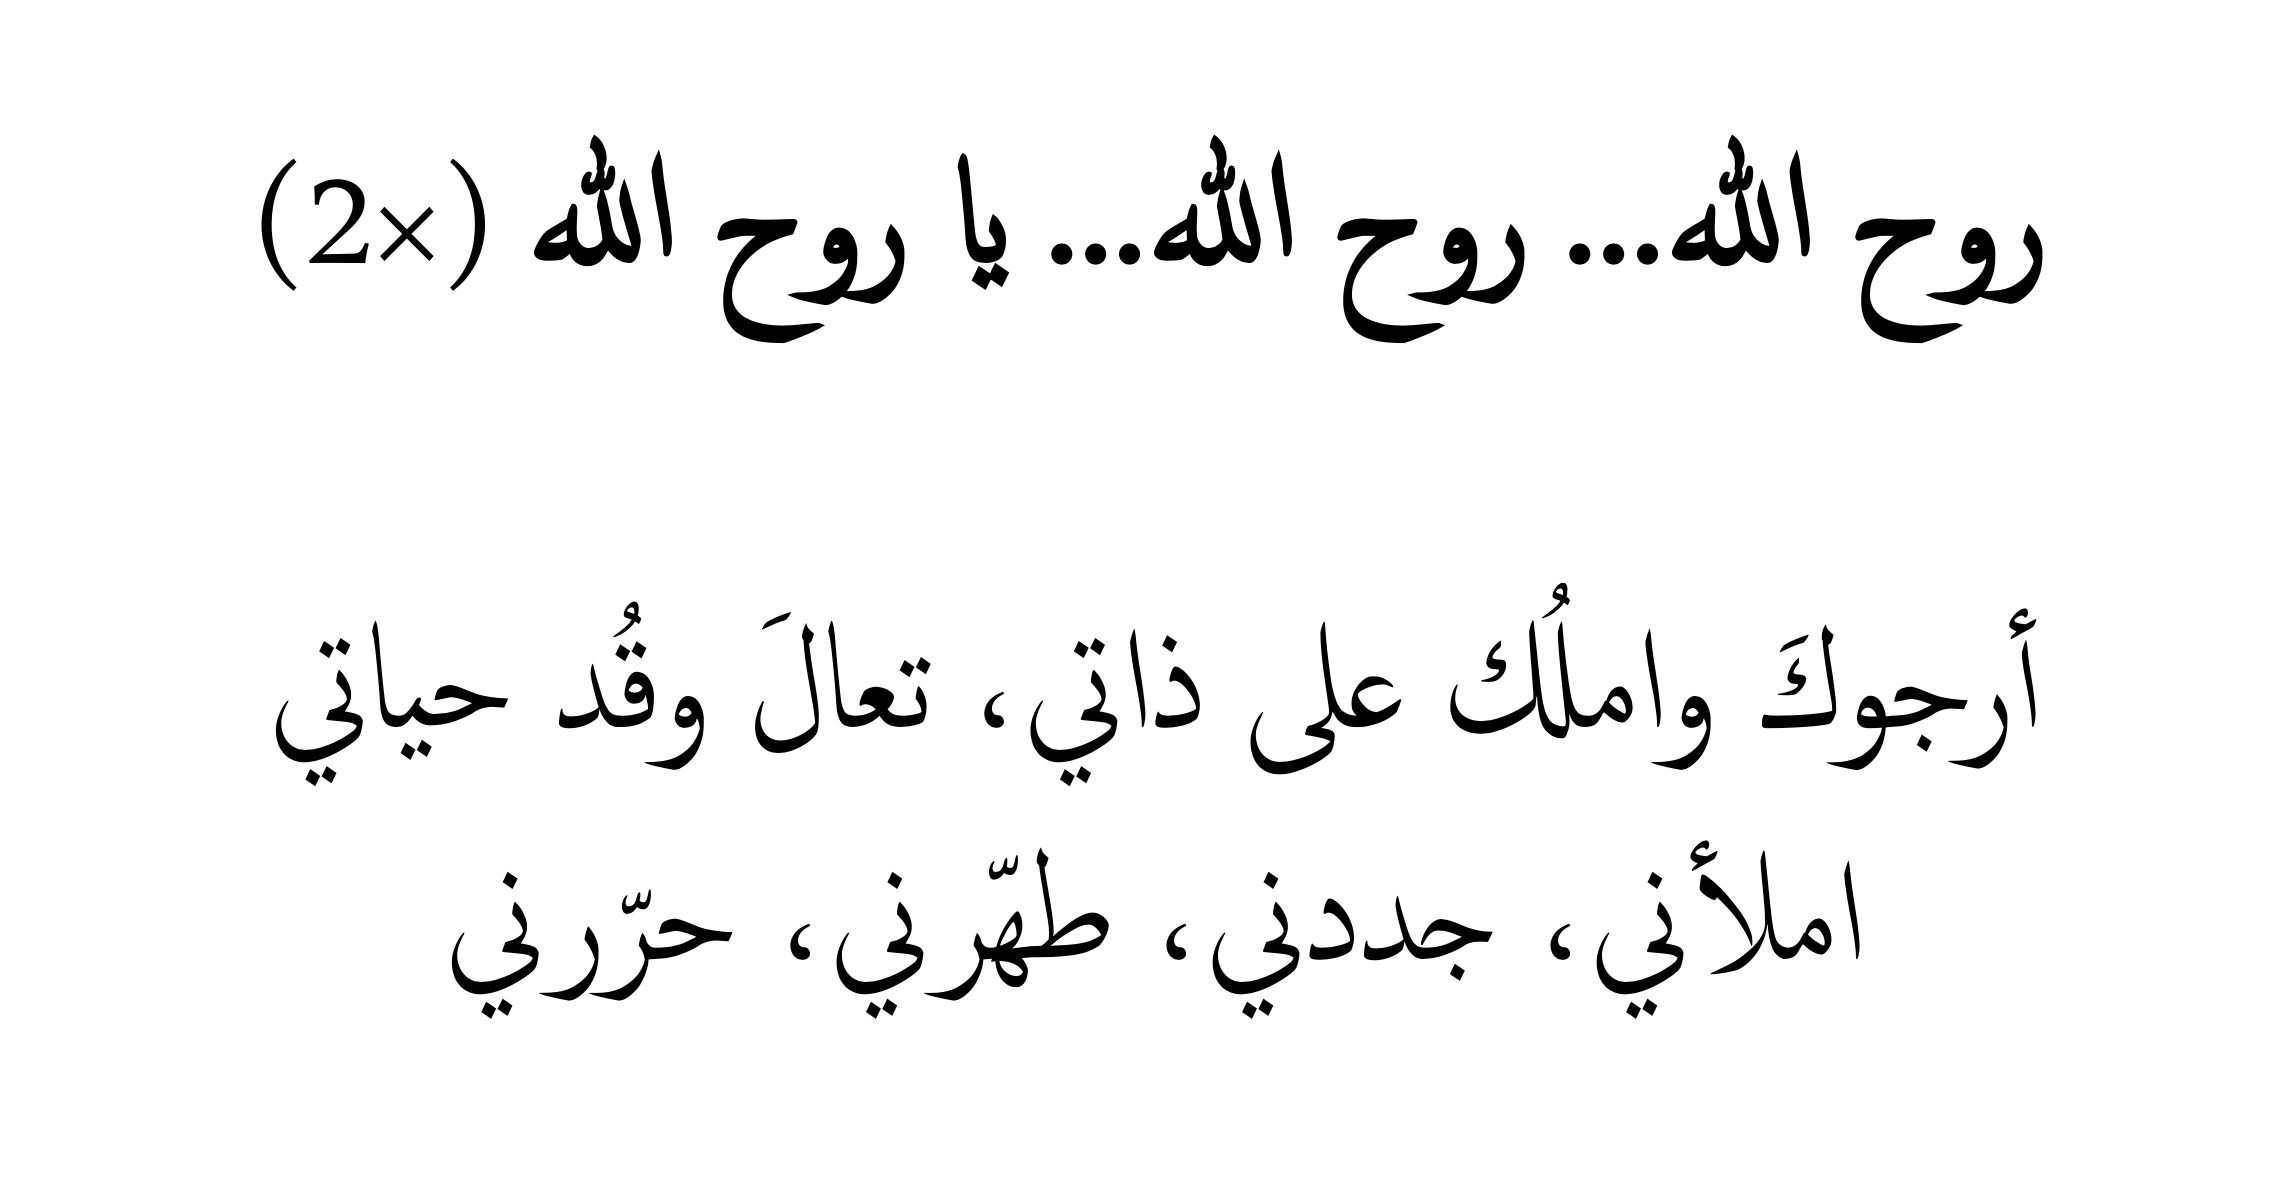 روح الله... روح الله... يا روح الله (×2)
أرجوكَ واملُك على ذاتي، تعالَ وقُد حياتي
املأني، جددني، طهّرني، حرّرني